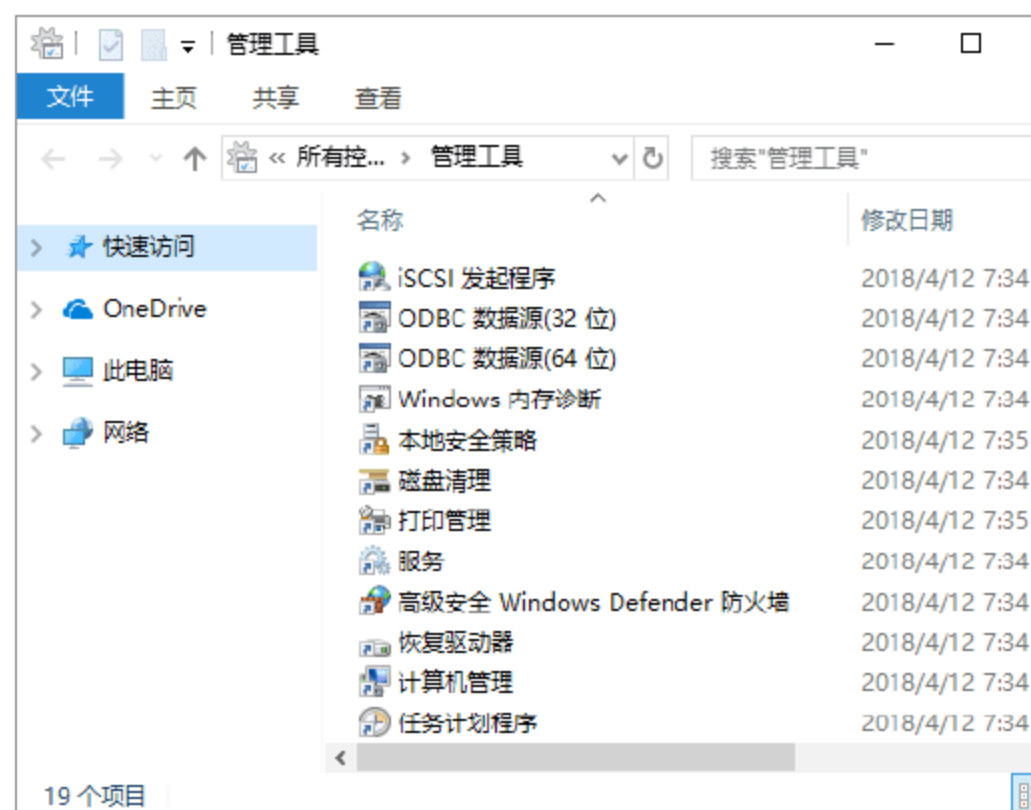 管理工具
文件 主页 共享 查看
« 所有控... › 管理工具 搜索"管理工具"
名称 修改日期
快速访问
OneDrive
此电脑
网络
iSCSI 发起程序 2018/4/12 7:34
ODBC 数据源(32 位) 2018/4/12 7:34
ODBC 数据源(64 位) 2018/4/12 7:34
Windows 内存诊断 2018/4/12 7:34
本地安全策略 2018/4/12 7:35
磁盘清理 2018/4/12 7:34
打印管理 2018/4/12 7:35
服务 2018/4/12 7:34
高级安全 Windows Defender 防火墙 2018/4/12 7:34
恢复驱动器 2018/4/12 7:34
计算机管理 2018/4/12 7:34
任务计划程序 2018/4/12 7:34
19 个项目